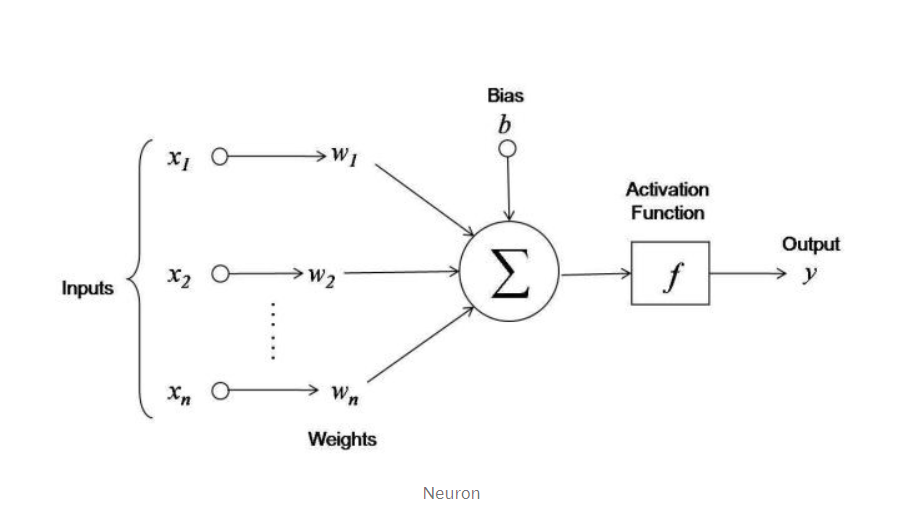 Bias
b
x1 w1
Activation
Function
Output
x2 w2 Σ f y
Inputs
xn wn
Weights
Neuron